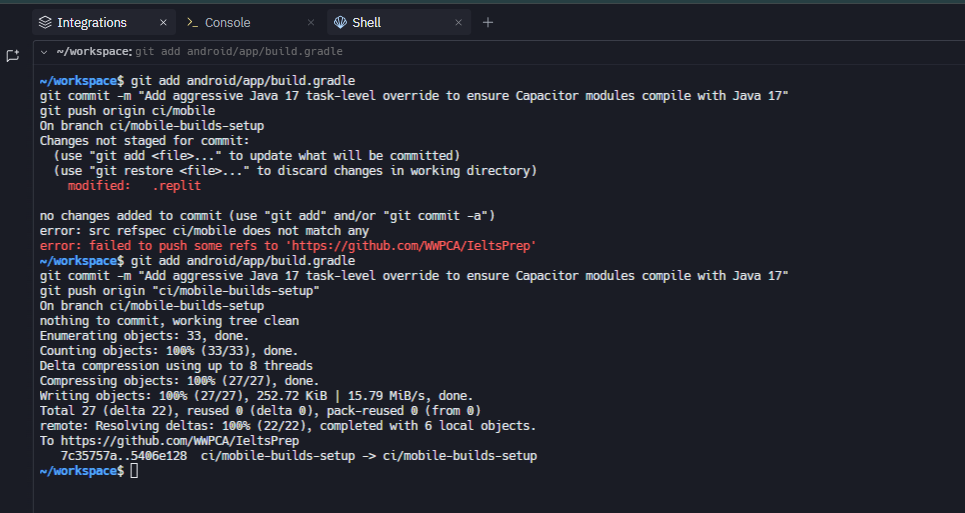 Integrations × Console × Shell × +
~/workspace: git add android/app/build.gradle
~/workspace$ git add android/app/build.gradle
git commit -m "Add aggressive Java 17 task-level override to ensure Capacitor modules compile with Java 17"
git push origin ci/mobile
On branch ci/mobile-builds-setup
Changes not staged for commit:
  (use "git add <file>..." to update what will be committed)
  (use "git restore <file>..." to discard changes in working directory)
    modified:   .replit

no changes added to commit (use "git add" and/or "git commit -a")
error: src refspec ci/mobile does not match any
error: failed to push some refs to 'https://github.com/WWPCA/IeltsPrep'
~/workspace$ git add android/app/build.gradle
git commit -m "Add aggressive Java 17 task-level override to ensure Capacitor modules compile with Java 17"
git push origin "ci/mobile-builds-setup"
On branch ci/mobile-builds-setup
nothing to commit, working tree clean
Enumerating objects: 33, done.
Counting objects: 100% (33/33), done.
Delta compression using up to 8 threads
Compressing objects: 100% (27/27), done.
Writing objects: 100% (27/27), 252.72 KiB | 15.79 MiB/s, done.
Total 27 (delta 22), reused 0 (delta 0), pack-reused 0 (from 0)
remote: Resolving deltas: 100% (22/22), completed with 6 local objects.
To https://github.com/WWPCA/IeltsPrep
   7c35757a..5406e128  ci/mobile-builds-setup -> ci/mobile-builds-setup
~/workspace$